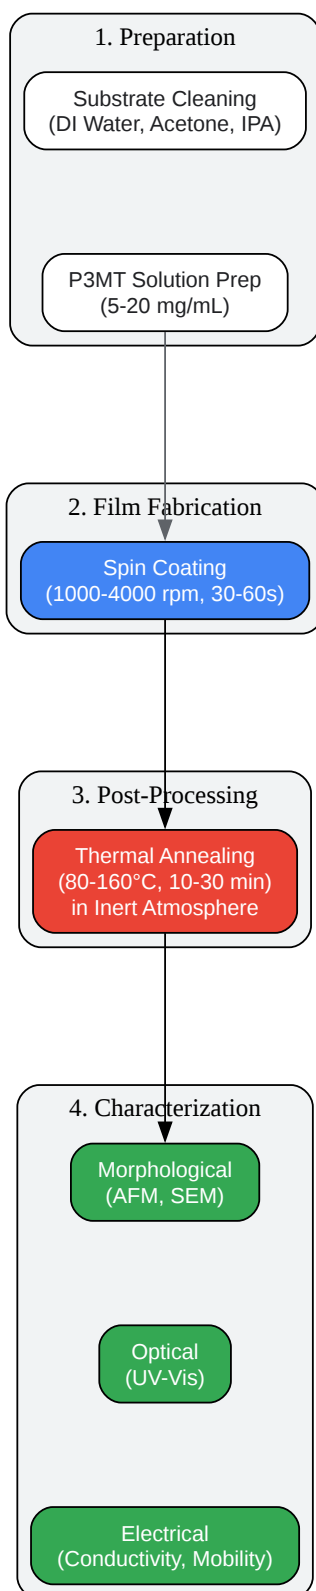 1. Preparation
Substrate Cleaning
(DI Water, Acetone, IPA)
P3MT Solution Prep
(5-20 mg/mL)
2. Film Fabrication
Spin Coating
(1000-4000 rpm, 30-60s)
3. Post-Processing
Thermal Annealing
(80-160°C, 10-30 min)
in Inert Atmosphere
4. Characterization
Morphological
(AFM, SEM)
Optical
(UV-Vis)
Electrical
(Conductivity, Mobility)